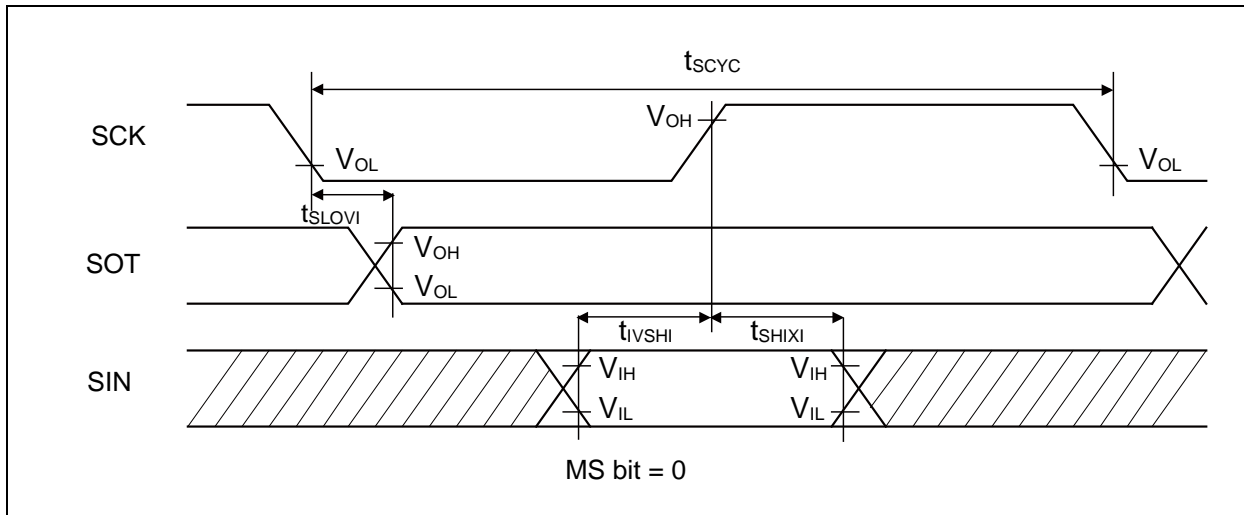 tSCYC
SCK
VOH
VOL
VOL
tSLOVI
SOT
VOH
VOL
tIVSHI
tSHIXI
SIN
VIH
VIH
VIL
VIL
MS bit = 0